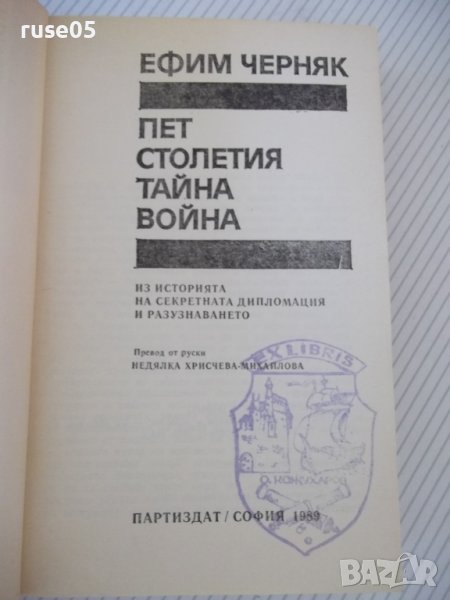 ruse05
ЕФИМ ЧЕРНЯК
ПЕТ
СТОЛЕТИЯ
ТАЙНА
ВОЙНА
ИЗ ИСТОРИЯТА
НА СЕКРЕТНАТА ДИПЛОМАЦИЯ
И РАЗУЗНАВАНЕТО
Превод от руски
НЕДЯЛКА ХРИСЧЕВА-МИХАЙЛОВА
EX LIBRIS
ПАРТИЗДАТ / СОФИЯ 1989
BAZAR